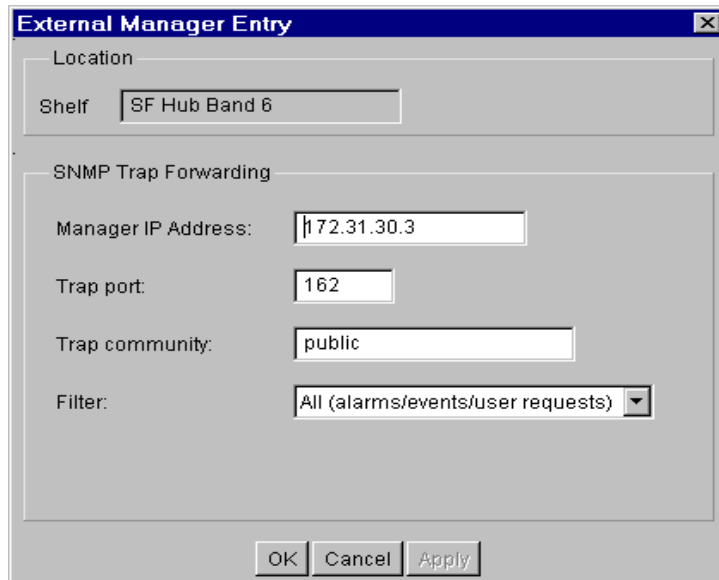 External Manager Entry
Location
Shelf SF Hub Band 6
SNMP Trap Forwarding
Manager IP Address: 172.31.30.3
Trap port: 162
Trap community: public
Filter: All (alarms/events/user requests)
OK Cancel Apply